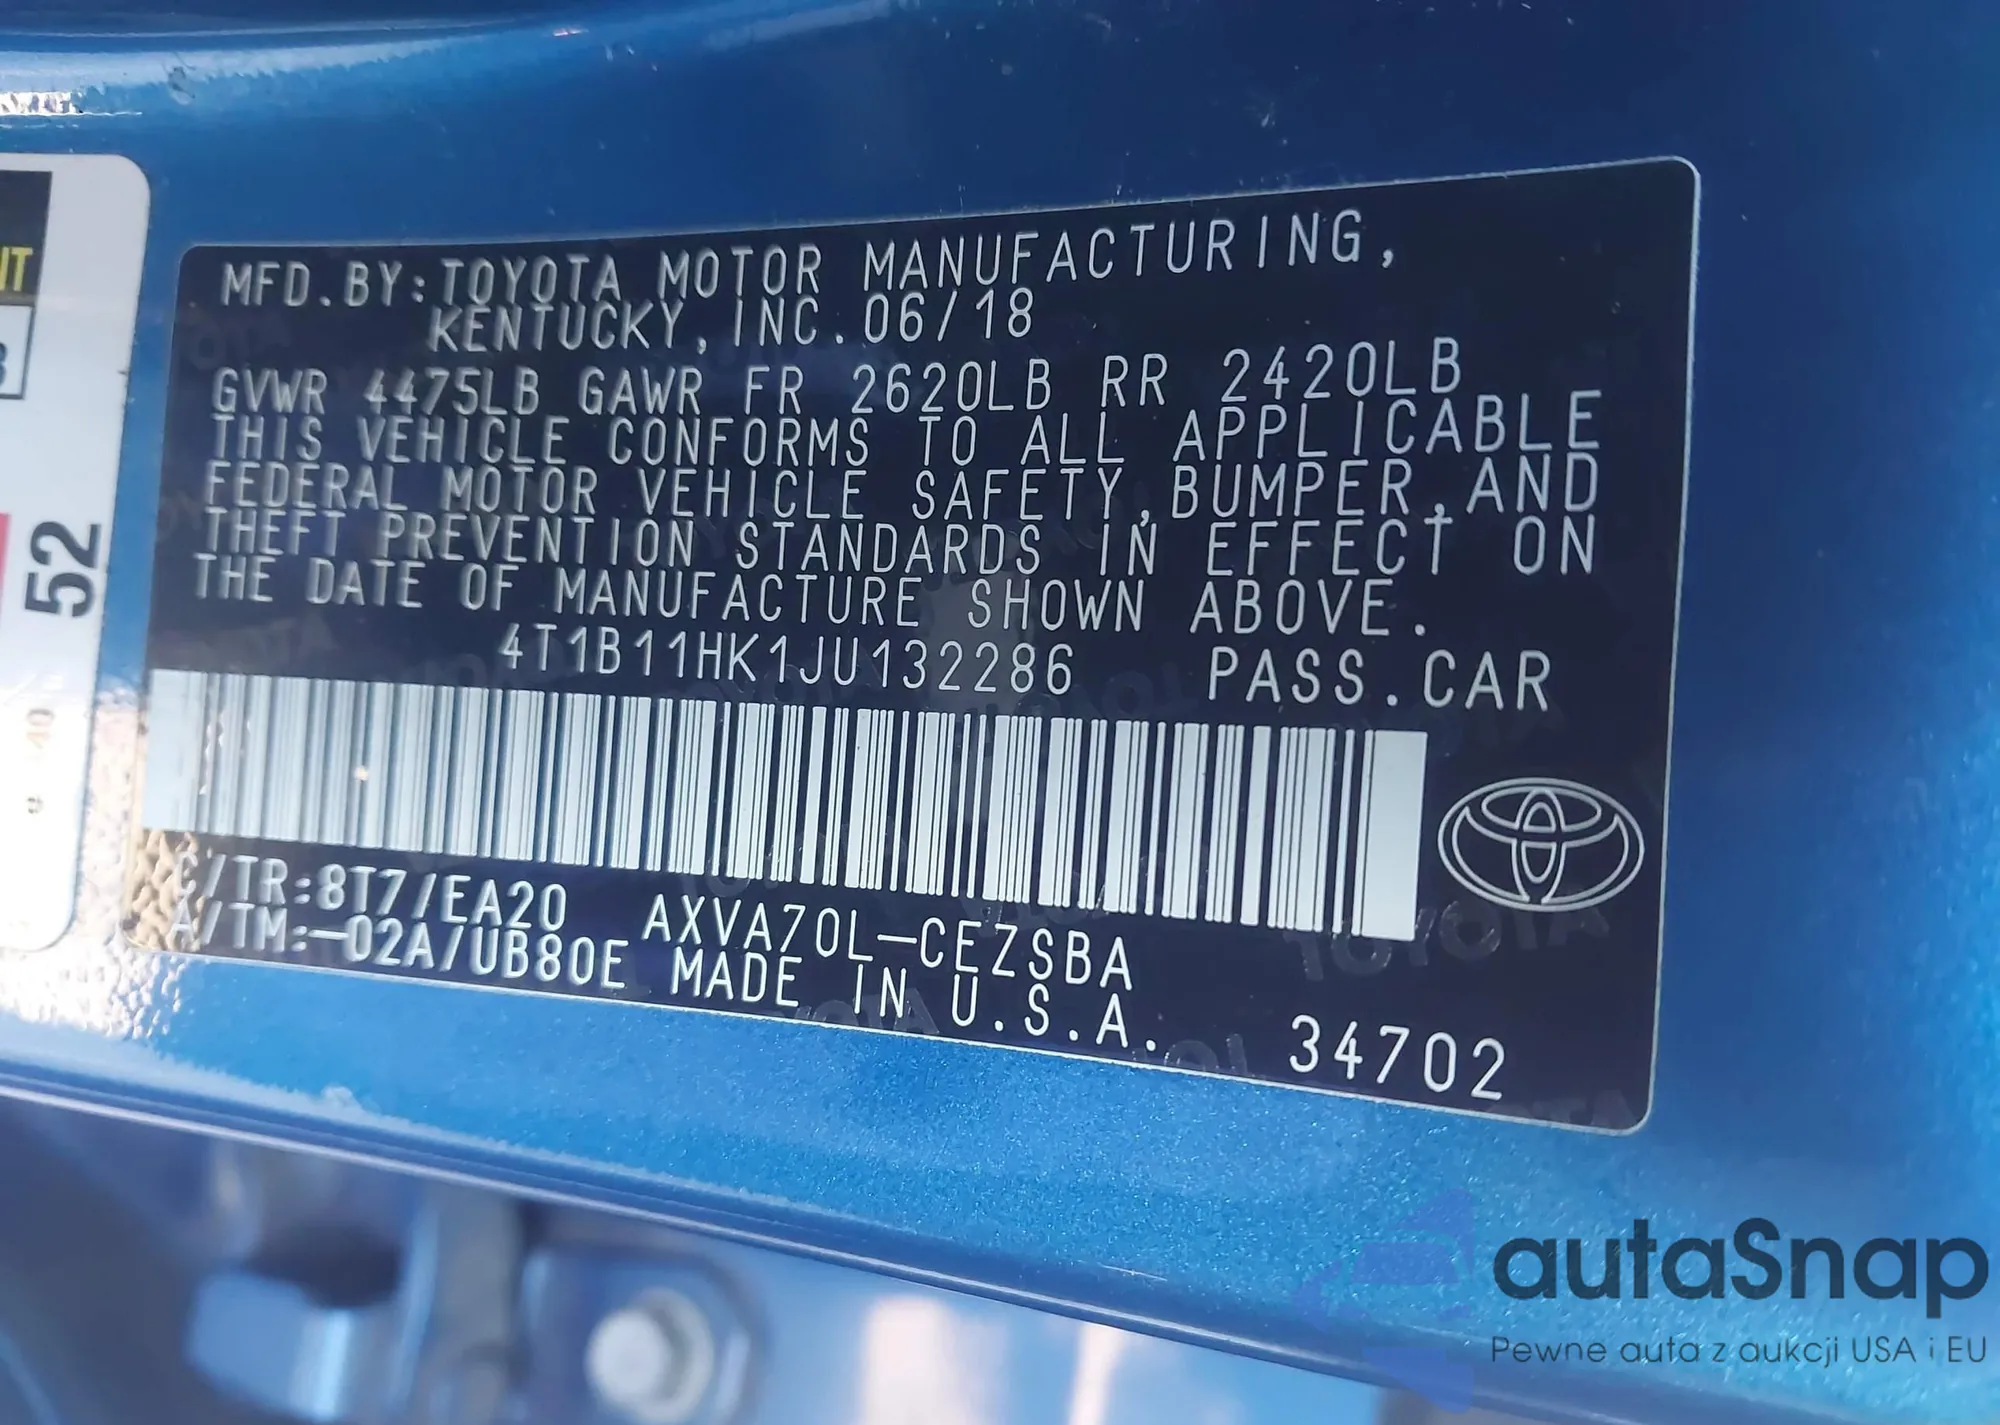 MFD.BY:TOYOTA MOTOR MANUFACTURING,
KENTUCKY, INC.06/18
GVWR 4475LB GAWR FR 2620LB RR 2420LB
THIS VEHICLE CONFORMS TO ALL APPLICABLE
FEDERAL MOTOR VEHICLE SAFETY,BUMPER,AND
THEFT PREVENTION STANDARDS IN EFFECT ON
THE DATE OF MANUFACTURE SHOWN ABOVE.
4T1B11HK1JU132286 PASS.CAR
C/TR:8T7/EA20 AXVA70L-CEZSBA
A/TM:-02A/UB80E MADE IN U.S.A.
34702
52
autaSnap
Pewne auta z aukcji USA i EU